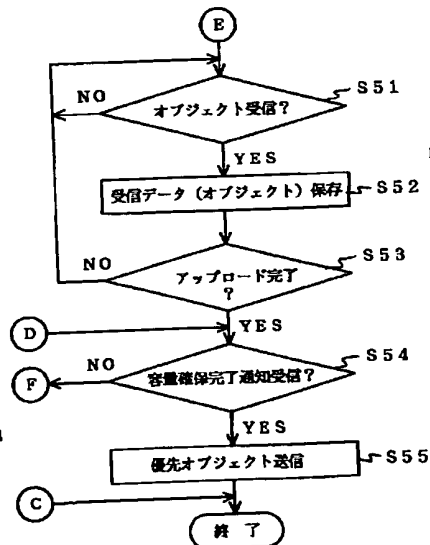 E
オブジェクト受信?
S51
NO
YES
受信データ(オブジェクト)保存
S52
アップロード完了
?
S53
NO
YES
D
容量確保完了通知受信?
S54
NO
F
YES
優先オブジェクト送信
S55
C
終 了